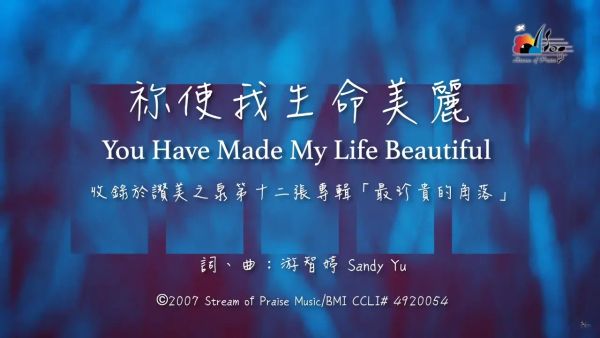 Stream of Praise
祢使我生命美麗
You Have Made My Life Beautiful
收錄於讚美之泉第十二張專輯「最珍貴的角落」
詞、曲：游智婷 Sandy Yu
©2007 Stream of Praise Music/BMI CCLI# 4920054